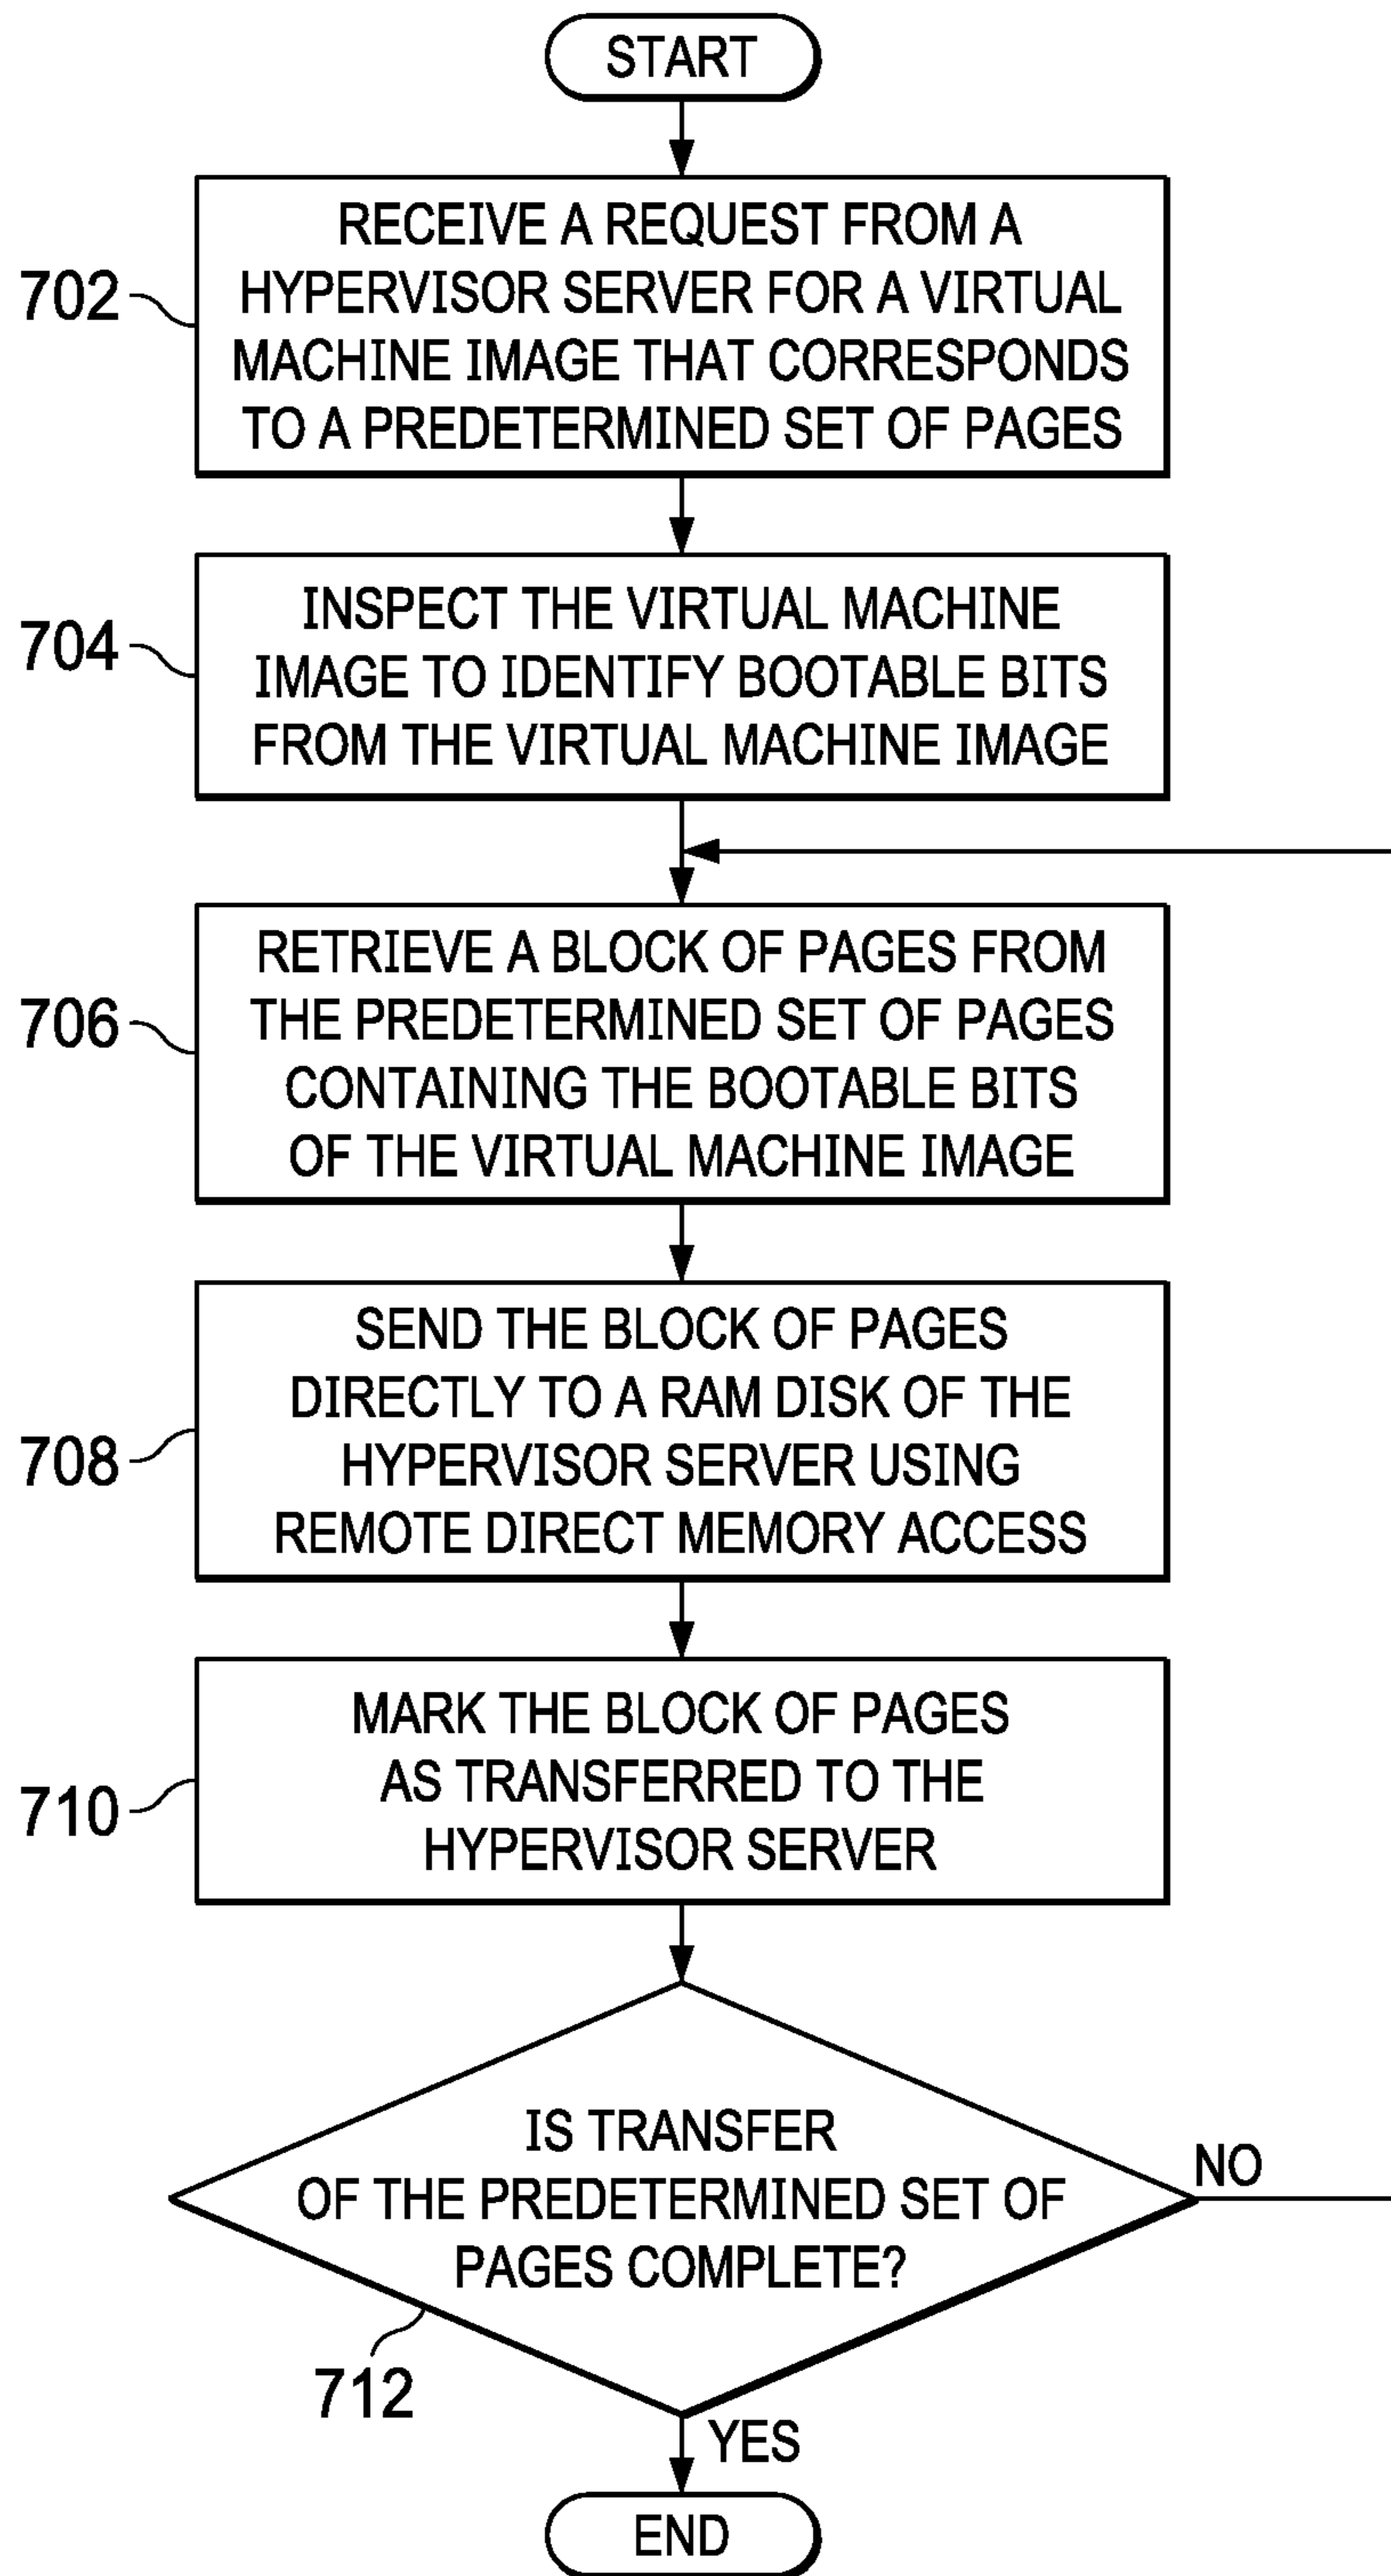 START
702
RECEIVE A REQUEST FROM A
HYPERVISOR SERVER FOR A VIRTUAL
MACHINE IMAGE THAT CORRESPONDS
TO A PREDETERMINED SET OF PAGES
704
INSPECT THE VIRTUAL MACHINE
IMAGE TO IDENTIFY BOOTABLE BITS
FROM THE VIRTUAL MACHINE IMAGE
706
RETRIEVE A BLOCK OF PAGES FROM
THE PREDETERMINED SET OF PAGES
CONTAINING THE BOOTABLE BITS
OF THE VIRTUAL MACHINE IMAGE
708
SEND THE BLOCK OF PAGES
DIRECTLY TO A RAM DISK OF THE
HYPERVISOR SERVER USING
REMOTE DIRECT MEMORY ACCESS
710
MARK THE BLOCK OF PAGES
AS TRANSFERRED TO THE
HYPERVISOR SERVER
IS TRANSFER
OF THE PREDETERMINED SET OF
PAGES COMPLETE?
NO
712
YES
END